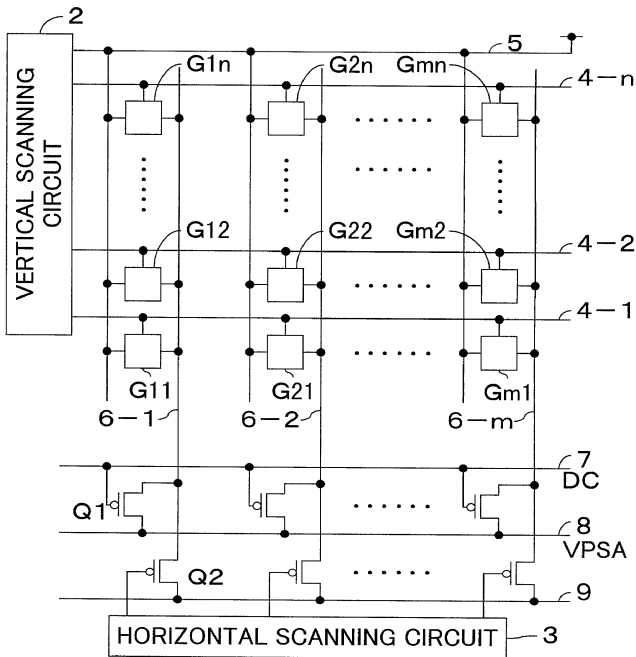 2
5
G1n
G2n
Gmn
4-n
VERTICAL SCANNING
CIRCUIT
G12
G22
Gm2
4-2
4-1
G11
G21
Gm1
6-1
6-2
6-m
7
DC
Q1
8
VPSA
Q2
9
HORIZONTAL SCANNING CIRCUIT
3